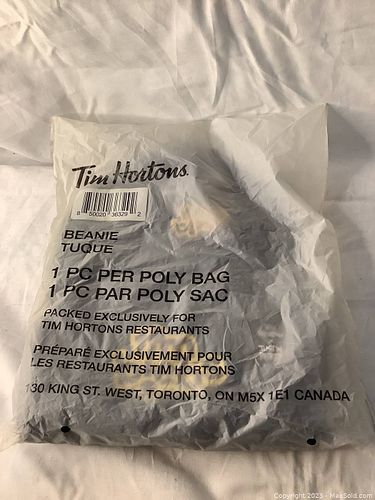 Tim Hortons
8 50020 36329 2
BEANIE
TUQUE
1 PC PER POLY BAG
1 PC PAR POLY SAC
PACKED EXCLUSIVELY FOR
TIM HORTONS RESTAURANTS
PRÉPARÉ EXCLUSIVEMENT POUR
LES RESTAURANTS TIM HORTONS
130 KING ST. WEST, TORONTO, ON M5X 1E1 CANADA
Copyright 2023 - MaxSold.com